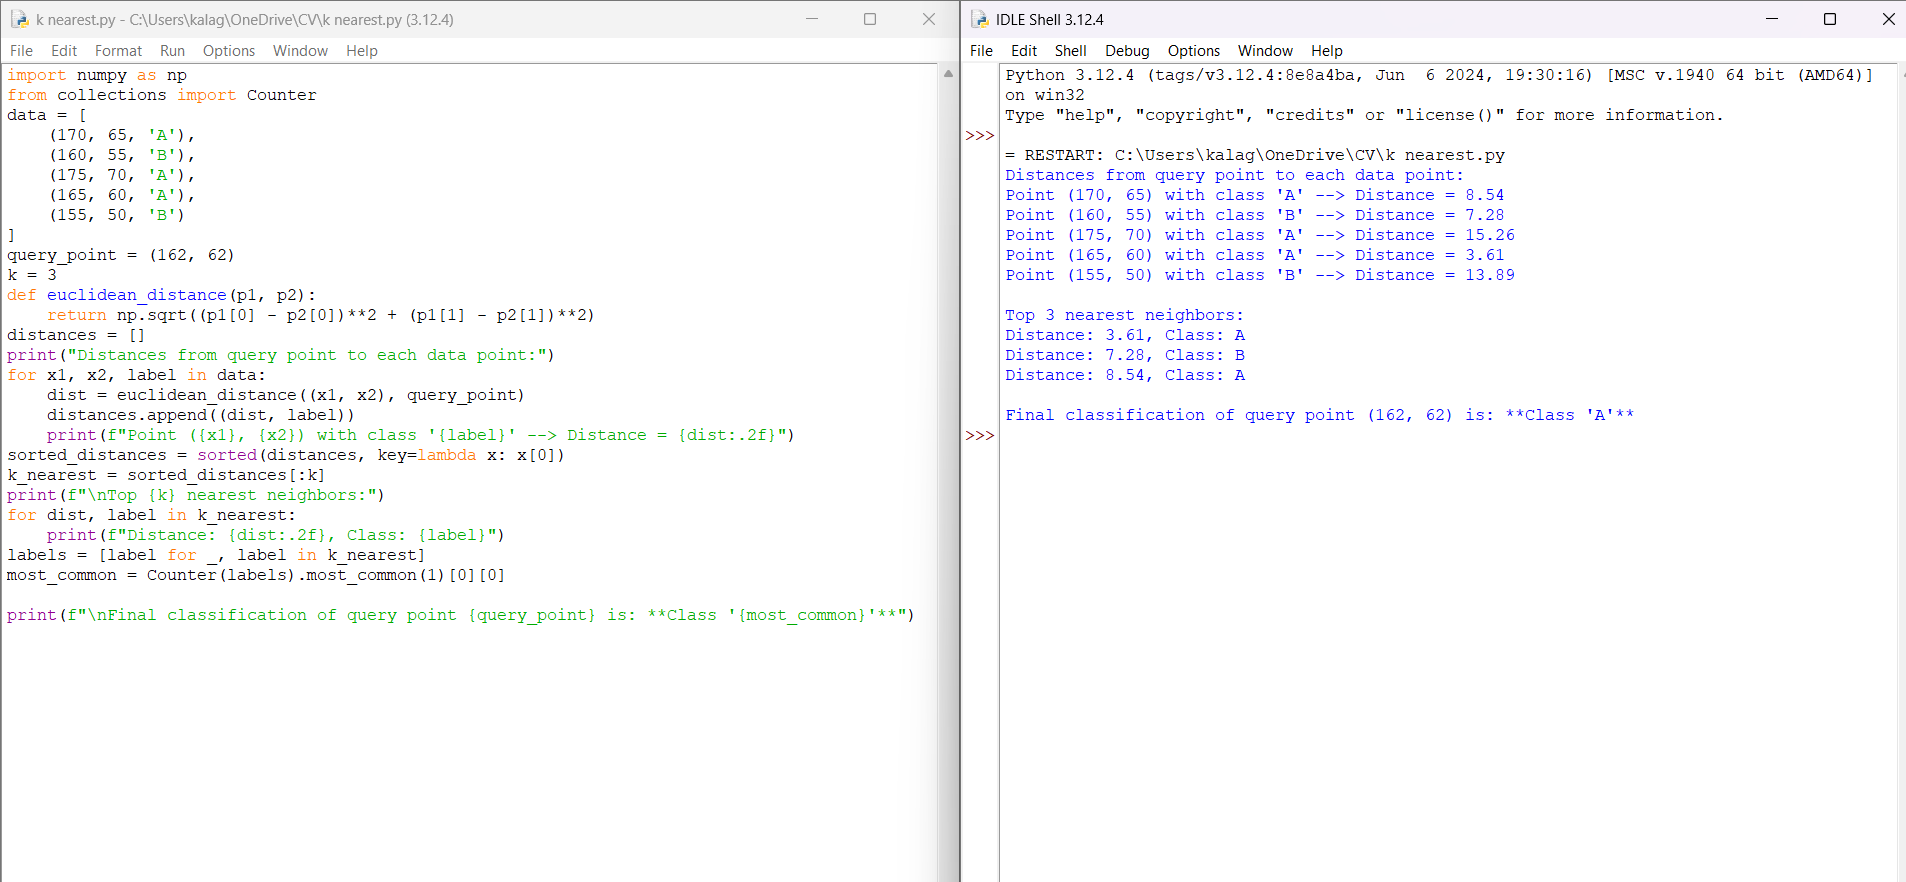 k nearest.py - C:\Users\kalag\OneDrive\CV\k nearest.py (3.12.4)
File Edit Format Run Options Window Help
import numpy as np
from collections import Counter
data = [
    (170, 65, 'A'),
    (160, 55, 'B'),
    (175, 70, 'A'),
    (165, 60, 'A'),
    (155, 50, 'B')
]
query_point = (162, 62)
k = 3
def euclidean_distance(p1, p2):
    return np.sqrt((p1[0] - p2[0])**2 + (p1[1] - p2[1])**2)
distances = []
print("Distances from query point to each data point:")
for x1, x2, label in data:
    dist = euclidean_distance((x1, x2), query_point)
    distances.append((dist, label))
    print(f"Point ({x1}, {x2}) with class '{label}' --> Distance = {dist:.2f}")
sorted_distances = sorted(distances, key=lambda x: x[0])
k_nearest = sorted_distances[:k]
print(f"\nTop {k} nearest neighbors:")
for dist, label in k_nearest:
    print(f"Distance: {dist:.2f}, Class: {label}")
labels = [label for _, label in k_nearest]
most_common = Counter(labels).most_common(1)[0][0]

print(f"\nFinal classification of query point {query_point} is: **Class '{most_common}'**")
IDLE Shell 3.12.4
File Edit Shell Debug Options Window Help
Python 3.12.4 (tags/v3.12.4:8e8a4ba, Jun  6 2024, 19:30:16) [MSC v.1940 64 bit (AMD64)]
on win32
Type "help", "copyright", "credits" or "license()" for more information.
>>>
= RESTART: C:\Users\kalag\OneDrive\CV\k nearest.py
Distances from query point to each data point:
Point (170, 65) with class 'A' --> Distance = 8.54
Point (160, 55) with class 'B' --> Distance = 7.28
Point (175, 70) with class 'A' --> Distance = 15.26
Point (165, 60) with class 'A' --> Distance = 3.61
Point (155, 50) with class 'B' --> Distance = 13.89

Top 3 nearest neighbors:
Distance: 3.61, Class: A
Distance: 7.28, Class: B
Distance: 8.54, Class: A

Final classification of query point (162, 62) is: **Class 'A'**
>>>